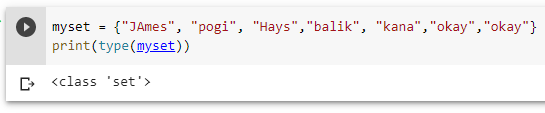 myset = {"JAmes", "pogi", "Hays","balik", "kana","okay","okay"}
print(type(myset))
<class 'set'>